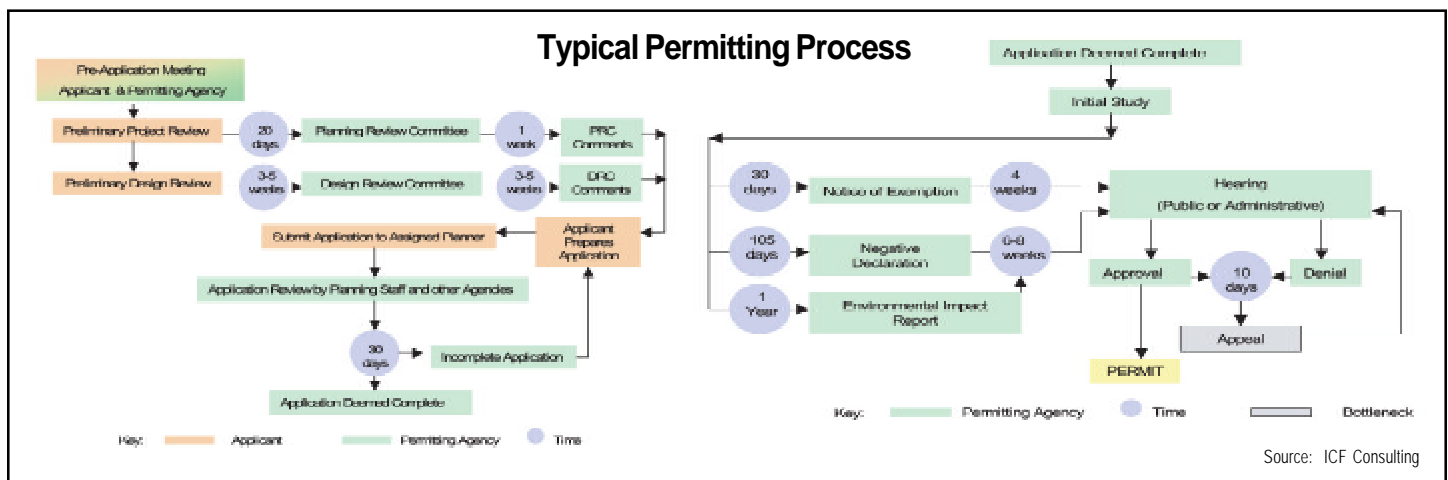 Typical Permitting Process
Pre-Application Meeting
Applicant & Permitting Agency
Preliminary Project Review
20
days
Planning Review Committee
1
week
PRC
Comments
Preliminary Design Review
3-5
weeks
Design Review Committee
3-5
weeks
DRC
Comments
Submit Application to Assigned Planner
Applicant
Prepares
Application
Application Review by Planning Staff and other Agencies
30
days
Incomplete Application
Application Deemed Complete
Key:
Applicant
Permitting Agency
Time
Application Deemed Complete
Initial Study
30
days
Notice of Exemption
4
weeks
Hearing
(Public or Administrative)
105
days
Negative
Declaration
6-8
weeks
Approval
10
days
Denial
1
Year
Environmental Impact
Report
Appeal
PERMIT
Key:
Permitting Agency
Time
Bottleneck
Source: ICF Consulting